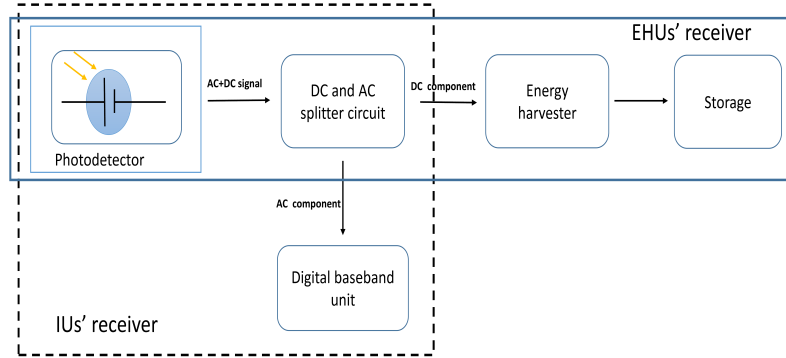 EHUs' receiver
AC+DC signal
DC and AC
splitter circuit
DC component
Energy
harvester
Storage
Photodetector
AC component
Digital baseband
unit
IUs' receiver